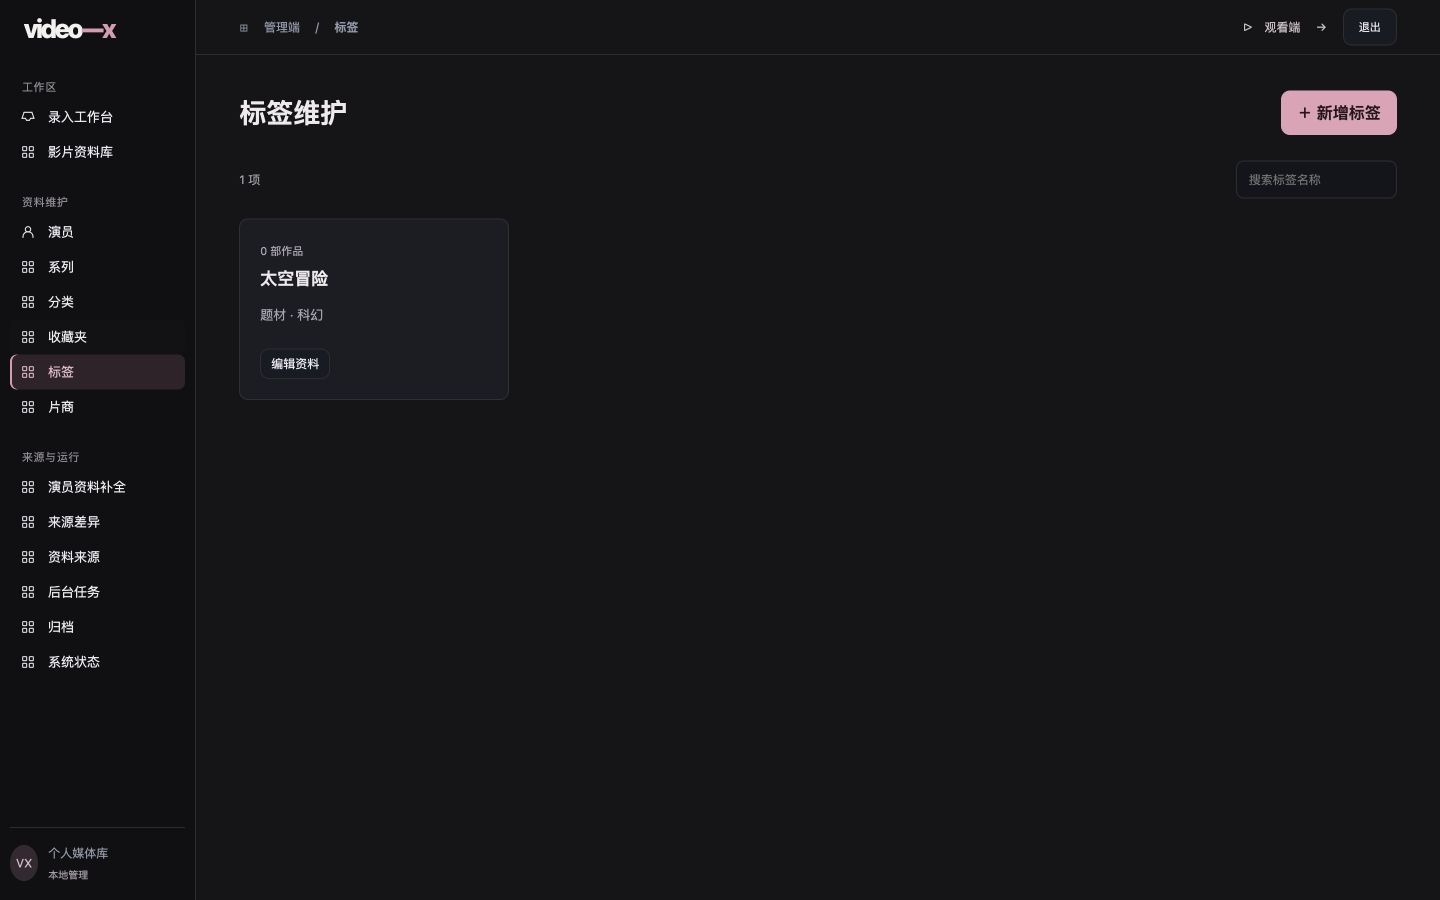 video—x
工作区
录入工作台
影片资料库
资料维护
演员
系列
分类
收藏夹
标签
片商
来源与运行
演员资料补全
来源差异
资料来源
后台任务
归档
系统状态
VX
个人媒体库
本地管理
管理端 / 标签
观看端 →
退出
标签维护
+ 新增标签
1 项
搜索标签名称
0 部作品
太空冒险
题材 · 科幻
编辑资料